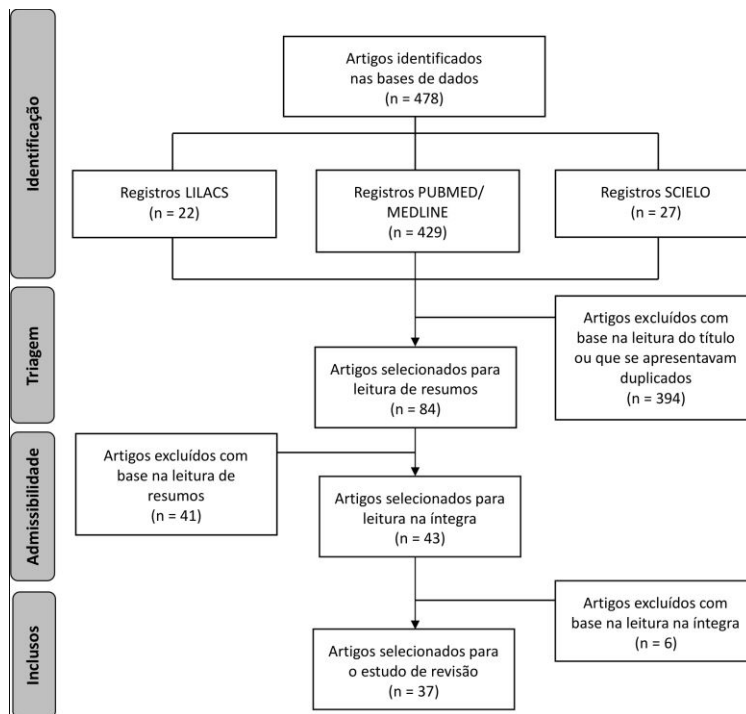 Identificação
Artigos identificados
nas bases de dados
(n = 478)
Registros LILACS
(n = 22)
Registros PUBMED/
MEDLINE
(n = 429)
Registros SCIELO
(n = 27)
Triagem
Artigos excluídos com
base na leitura do título
ou que se apresentavam
duplicados
(n = 394)
Artigos selecionados para
leitura de resumos
(n = 84)
Admissibilidade
Artigos excluídos com
base na leitura de
resumos
(n = 41)
Artigos selecionados para
leitura na íntegra
(n = 43)
Inclusos
Artigos excluídos com
base na leitura na íntegra
(n = 6)
Artigos selecionados para
o estudo de revisão
(n = 37)